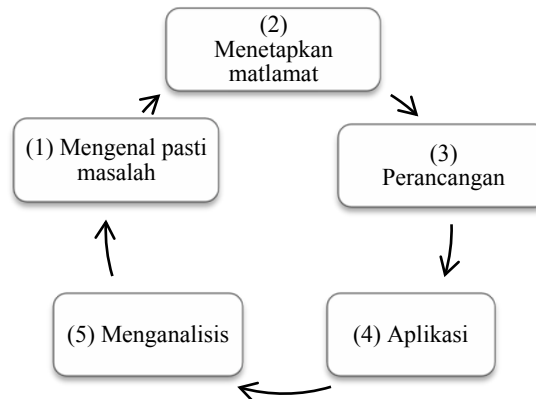 (2)
Menetapkan
matlamat
(1) Mengenal pasti
masalah
(3)
Perancangan
(5) Menganalisis
(4) Aplikasi